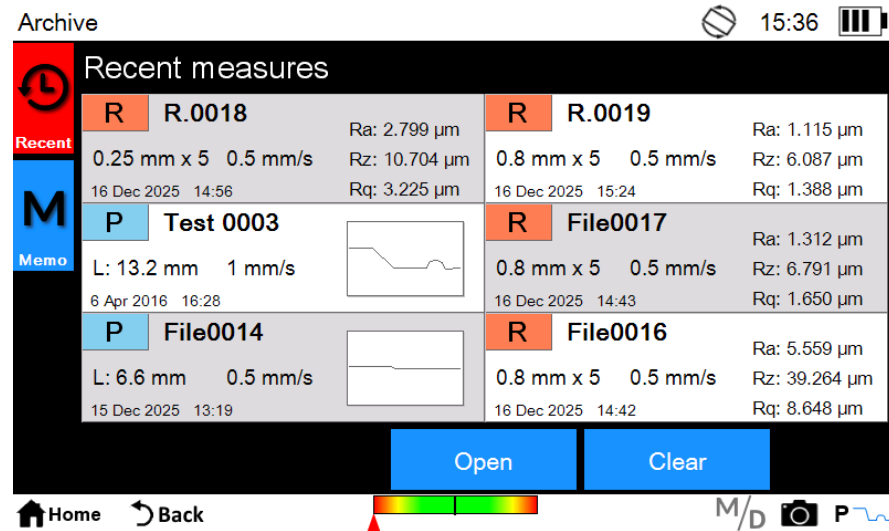 Archive
15:36
Recent measures
Recent
Memo
R R.0018
0.25 mm x 5 0.5 mm/s
16 Dec 2025 14:56
Ra: 2.799 µm
Rz: 10.704 µm
Rq: 3.225 µm
R R.0019
0.8 mm x 5 0.5 mm/s
16 Dec 2025 15:24
Ra: 1.115 µm
Rz: 6.087 µm
Rq: 1.388 µm
M
P Test 0003
L: 13.2 mm 1 mm/s
6 Apr 2016 16:28
R File0017
0.8 mm x 5 0.5 mm/s
16 Dec 2025 14:43
Ra: 1.312 µm
Rz: 6.791 µm
Rq: 1.650 µm
P File0014
L: 6.6 mm 0.5 mm/s
15 Dec 2025 13:19
R File0016
0.8 mm x 5 0.5 mm/s
16 Dec 2025 14:42
Ra: 5.559 µm
Rz: 39.264 µm
Rq: 8.648 µm
Open Clear
Home Back M/D P